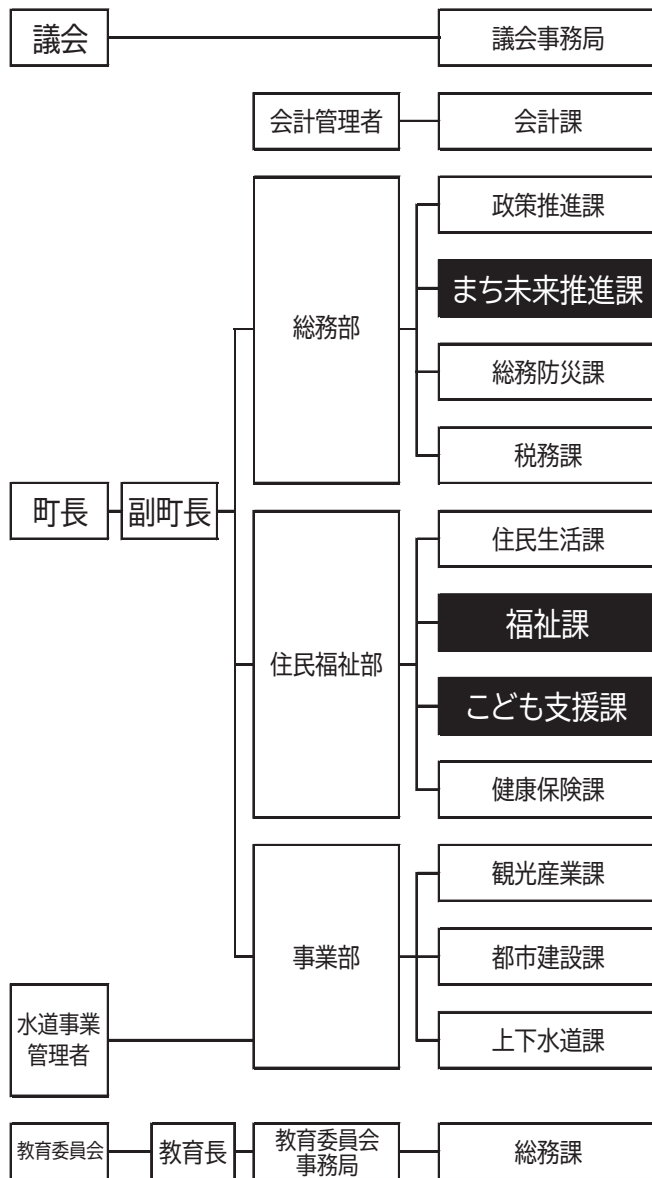 議会
議会事務局
会計管理者
会計課
政策推進課
まち未来推進課
総務部
総務防災課
税務課
町長
副町長
住民生活課
福祉課
住民福祉部
こども支援課
健康保険課
観光産業課
事業部
都市建設課
水道事業
管理者
上下水道課
教育委員会
教育長
教育委員会
事務局
総務課